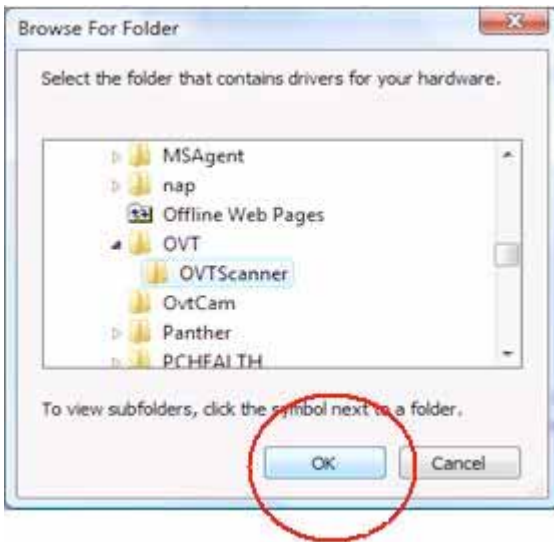 Browse For Folder
Select the folder that contains drivers for your hardware.
MSAgent
nap
Offline Web Pages
OVT
OVTScanner
OvtCam
Panther
PCHEALTH
To view subfolders, click the symbol next to a folder.
OK Cancel